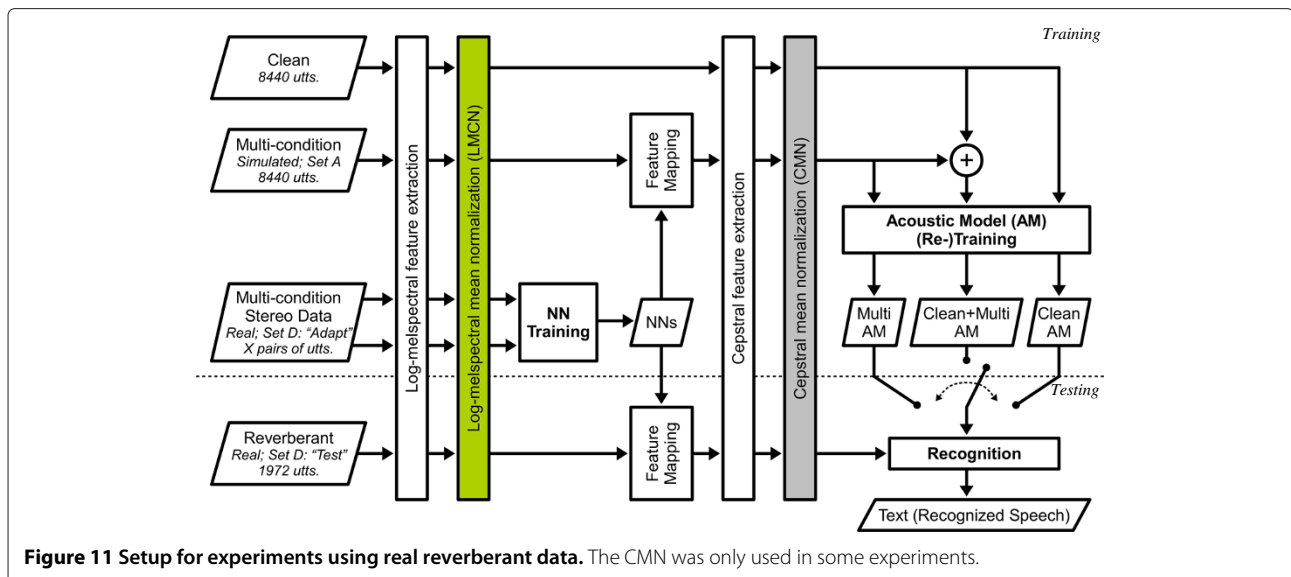 Training
Clean
8440 utts.
Multi-condition
Simulated; Set A
8440 utts.
Multi-condition
Stereo Data
Real; Set D: “Adapt”
X pairs of utts.
Reverberant
Real; Set D: “Test”
1972 utts.
Log-melspectral feature extraction
Log-melspectral mean normalization (LMCN)
NN
Training
NNs
Feature
Mapping
Feature
Mapping
Cepstral feature extraction
Cepstral mean normalization (CMN)
+
Acoustic Model (AM)
(Re-)Training
Multi
AM
Clean+Multi
AM
Clean
AM
Testing
Recognition
Text (Recognized Speech)
Figure 11 Setup for experiments using real reverberant data. The CMN was only used in some experiments.